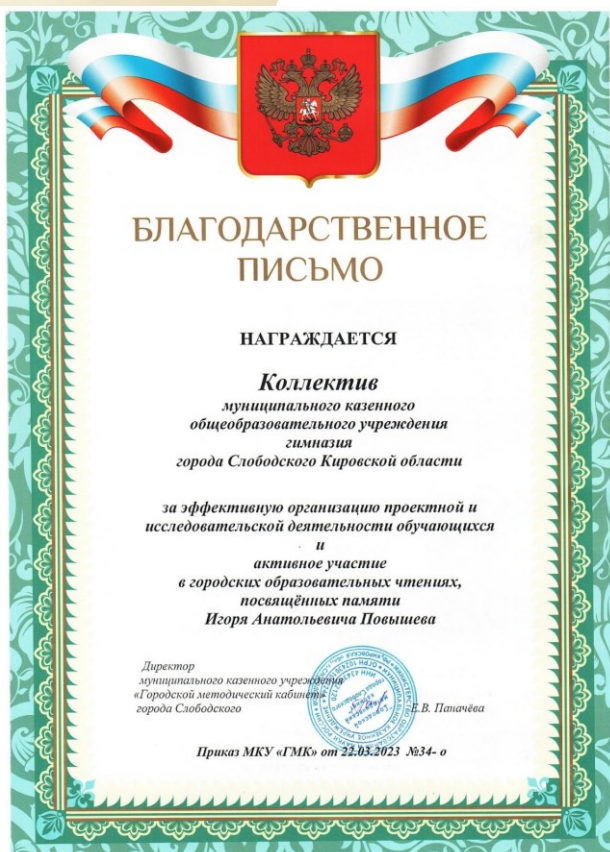 БЛАГОДАРСТВЕННОЕ
ПИСЬМО
НАГРАЖДАЕТСЯ
Коллектив
муниципального казенного
общеобразовательного учреждения
гимназия
города Слободского Кировской области
за эффективную организацию проектной и
исследовательской деятельности обучающихся
и
активное участие
в городских образовательных чтениях,
посвящённых памяти
Игоря Анатольевича Повышева
Директор
муниципального казенного учреждения
«Городской методический кабинет»
города Слободского Е.В. Паначёва
Приказ МКУ «ГМК» от 22.03.2023 №34- о